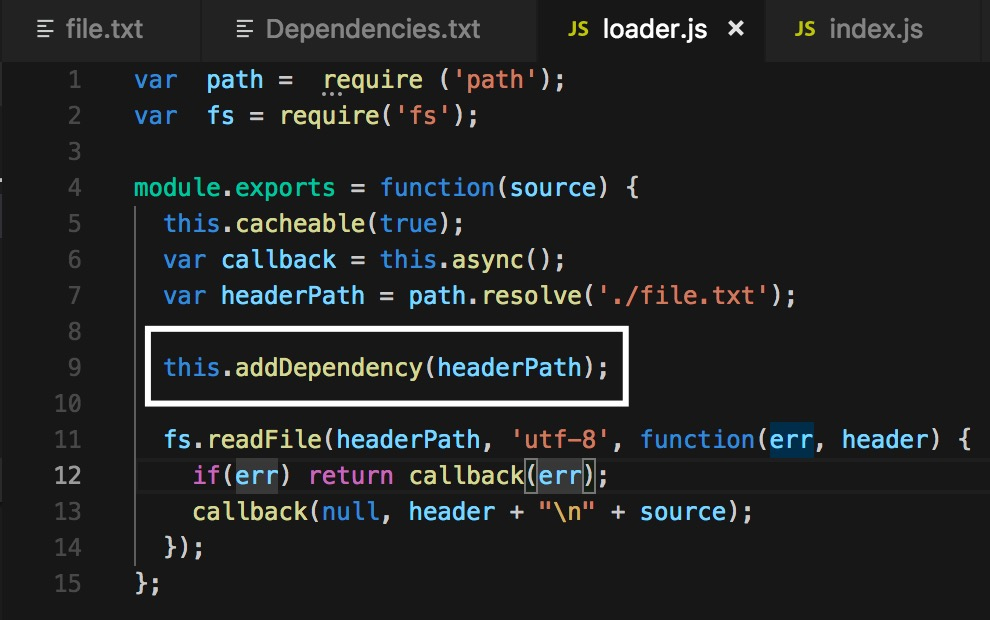 file.txt Dependencies.txt JS loader.js × JS index.js
1 var  path =  require ('path');
2 var  fs = require('fs');
3
4 module.exports = function(source) {
5   this.cacheable(true);
6   var callback = this.async();
7   var headerPath = path.resolve('./file.txt');
8
9   this.addDependency(headerPath);
10
11   fs.readFile(headerPath, 'utf-8', function(err, header) {
12     if(err) return callback(err);
13     callback(null, header + "\n" + source);
14   });
15 };